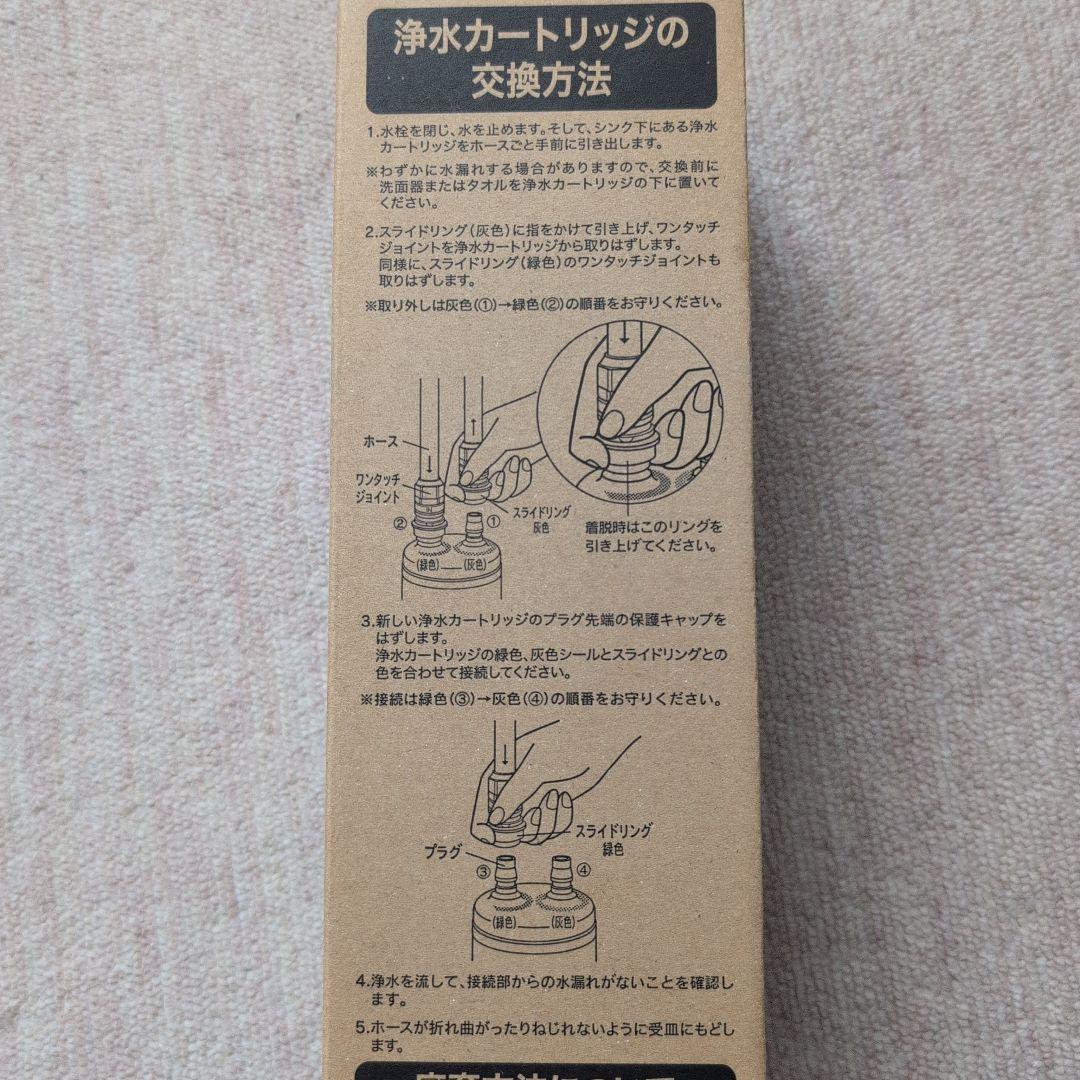 浄水カートリッジの
交換方法
1.水栓を閉じ、水を止めます。そして、シンク下にある浄水
カートリッジをホースごと手前に引き出します。
※わずかに水漏れする場合がありますので、交換前に
洗面器またはタオルを浄水カートリッジの下に置いて
ください。
2.スライドリング(灰色)に指をかけて引き上げ、ワンタッチ
ジョイントを浄水カートリッジから取りはずします。
同様に、スライドリング(緑色)のワンタッチジョイントも
取りはずします。
※取り外しは灰色(①)→緑色(②)の順番をお守りください。
ホース
ワンタッチ
ジョイント
②
①
スライドリング
灰色
(緑色)
(灰色)
着脱時はこのリングを
引き上げてください。
3.新しい浄水カートリッジのプラグ先端の保護キャップを
はずします。
浄水カートリッジの緑色、灰色シールとスライドリングとの
色を合わせて接続してください。
※接続は緑色(③)→灰色(④)の順番をお守りください。
スライドリング
緑色
プラグ
③
④
(緑色)
(灰色)
4.浄水を流して、接続部からの水漏れがないことを確認し
ます。
5.ホースが折れ曲がったりねじれないように受皿にもどし
ます。
廃棄方法について